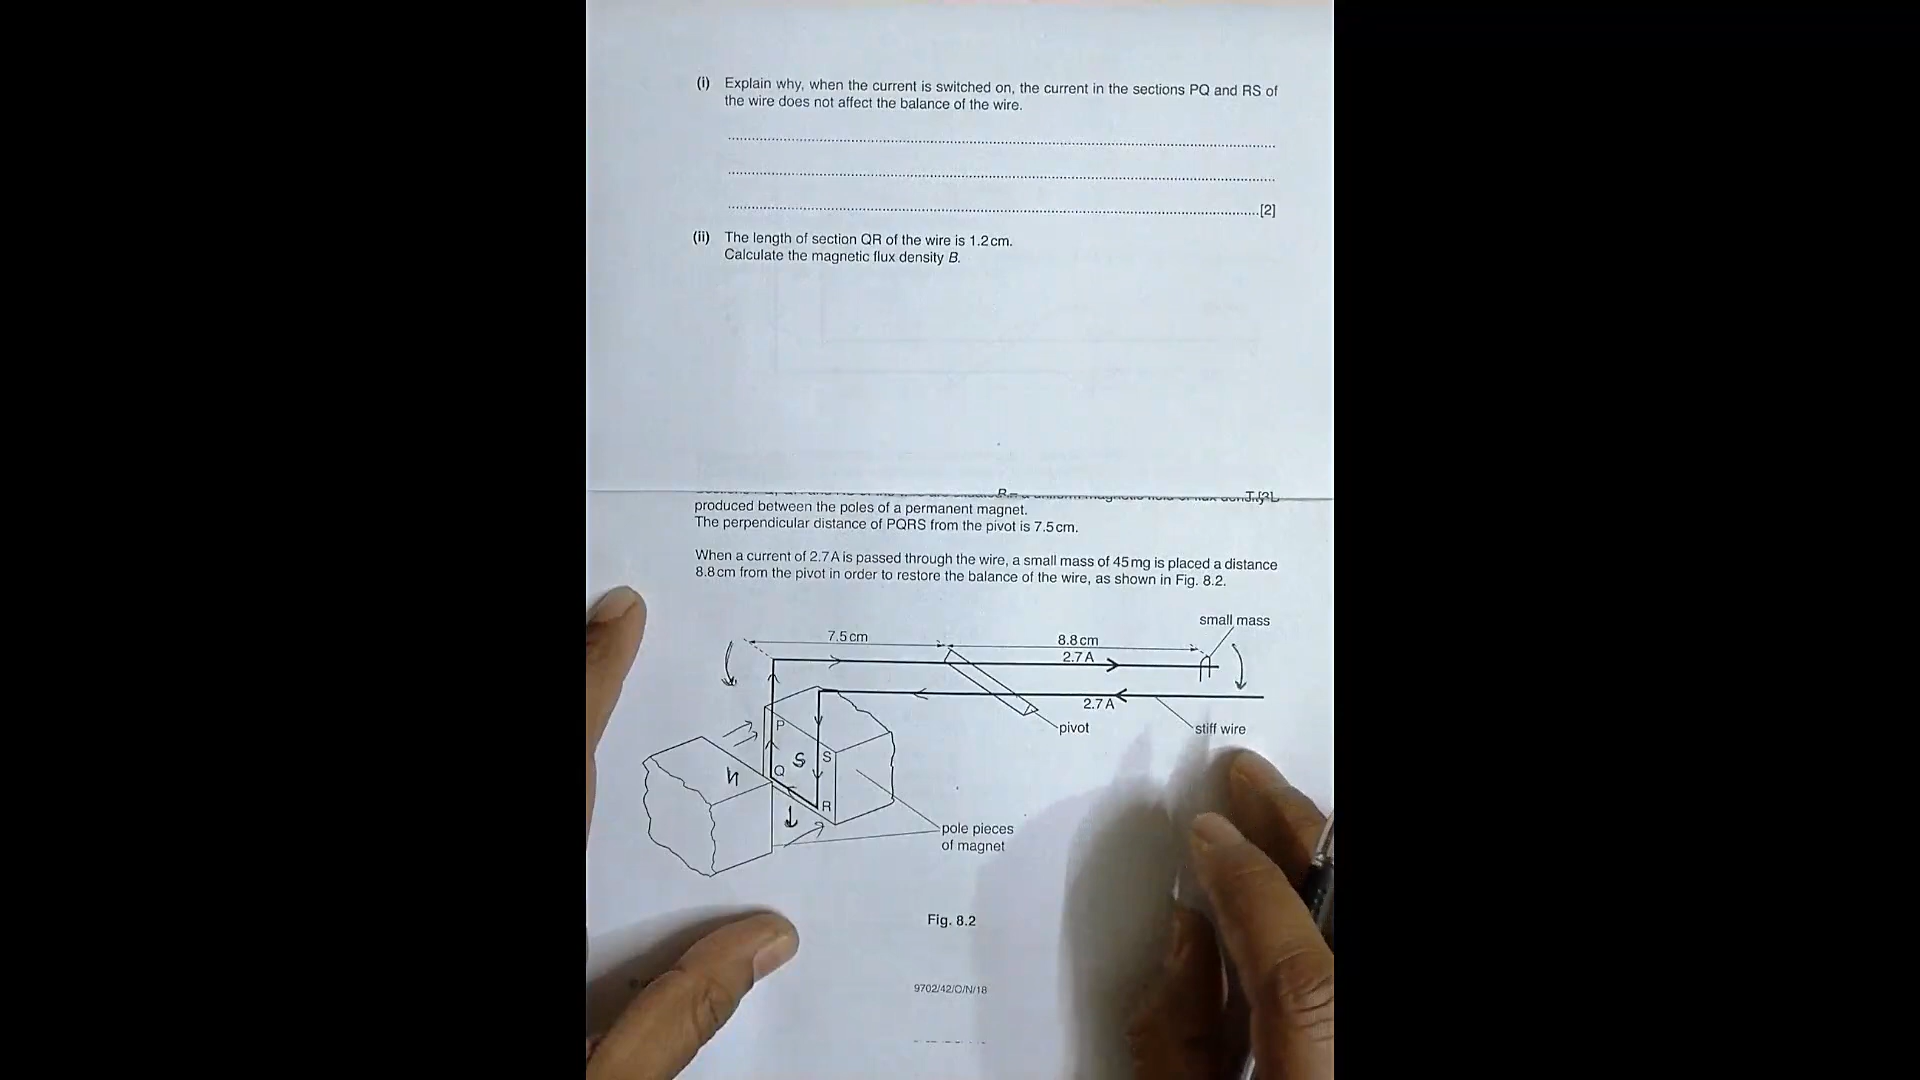 (i) Explain why, when the current is switched on, the current in the sections PQ and RS of
the wire does not affect the balance of the wire.
[2]
(ii) The length of section QR of the wire is 1.2 cm.
Calculate the magnetic flux density B.
produced between the poles of a permanent magnet.
The perpendicular distance of PQRS from the pivot is 7.5 cm.
When a current of 2.7 A is passed through the wire, a small mass of 45 mg is placed a distance
8.8 cm from the pivot in order to restore the balance of the wire, as shown in Fig. 8.2.
small mass
7.5 cm
8.8 cm
2.7 A
2.7 A
pivot
stiff wire
P
S
S
Q
R
pole pieces
of magnet
Fig. 8.2
9702/42/O/N/18